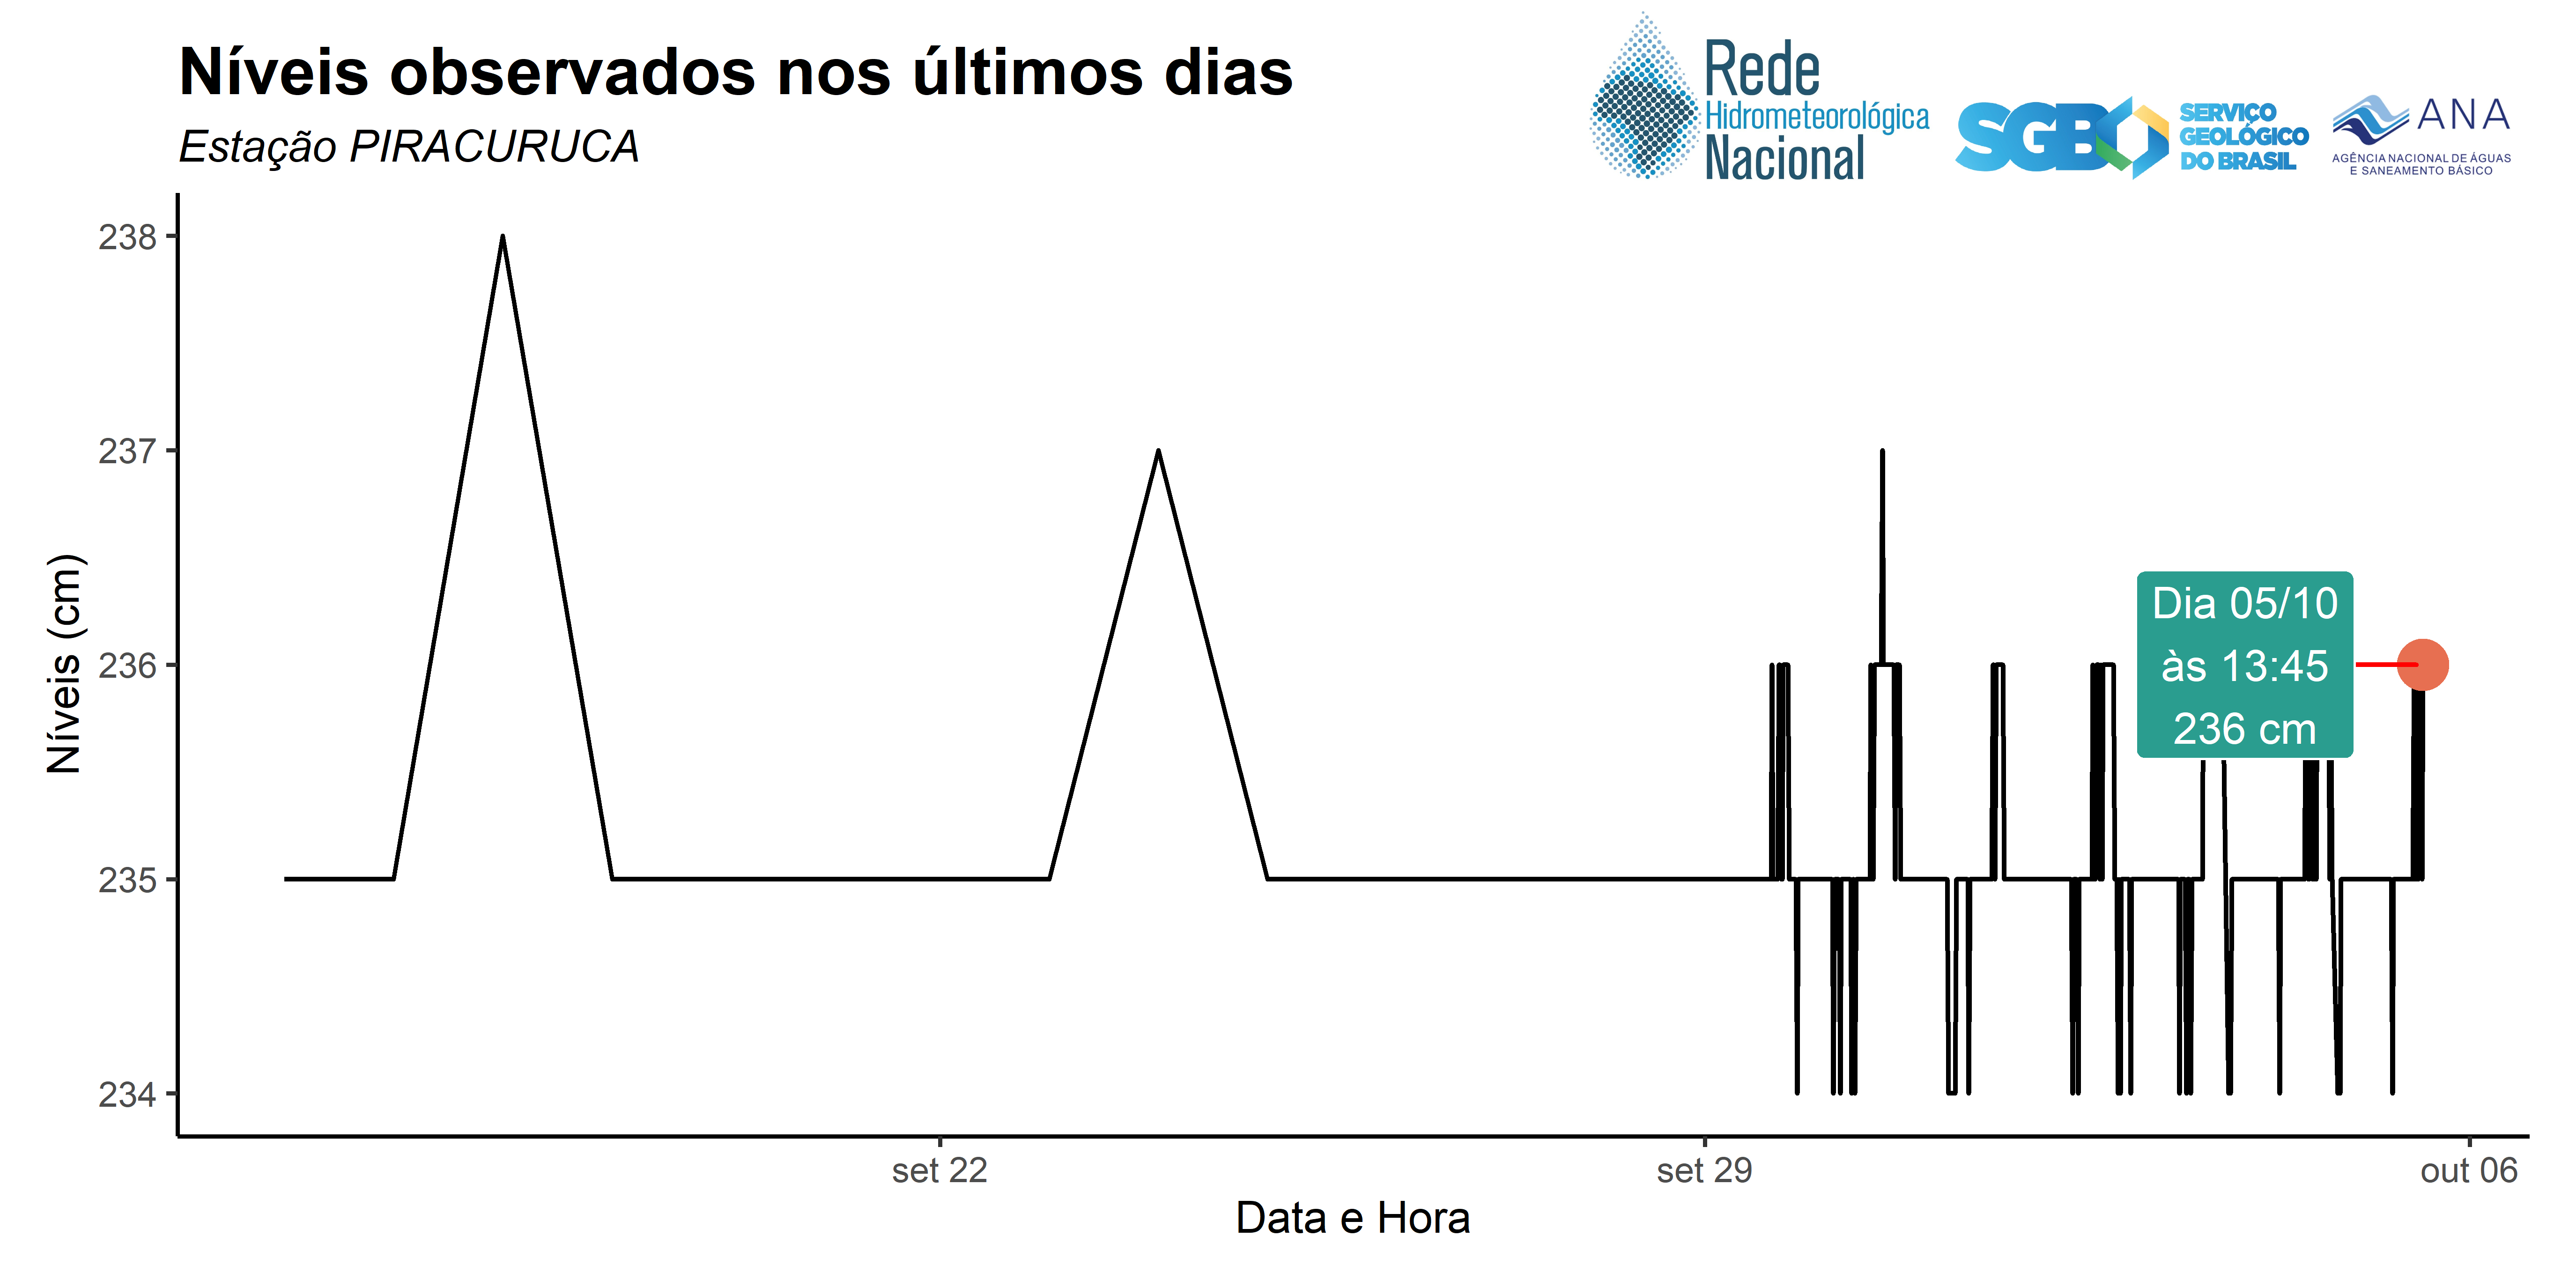 Níveis observados nos últimos dias
Estação PIRACURUCA
Rede
Hidrometeorológica
Nacional
SGB
SERVIÇO
GEOLÓGICO
DO BRASIL
ANA
AGÊNCIA NACIONAL DE ÁGUAS
E SANEAMENTO BÁSICO
238
237
236
235
234
Níveis (cm)
Dia 05/10
às 13:45
236 cm
set 22
set 29
out 06
Data e Hora